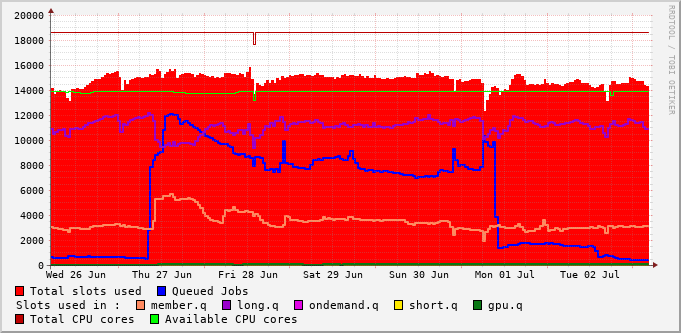 20000
18000
16000
14000
12000
10000
8000
6000
4000
2000
0
Wed 26 Jun Thu 27 Jun Fri 28 Jun Sat 29 Jun Sun 30 Jun Mon 01 Jul Tue 02 Jul
RRDTOOL / TOBI OETIKER
Total slots used Queued Jobs
Slots used in : member.q long.q ondemand.q short.q gpu.q
Total CPU cores Available CPU cores